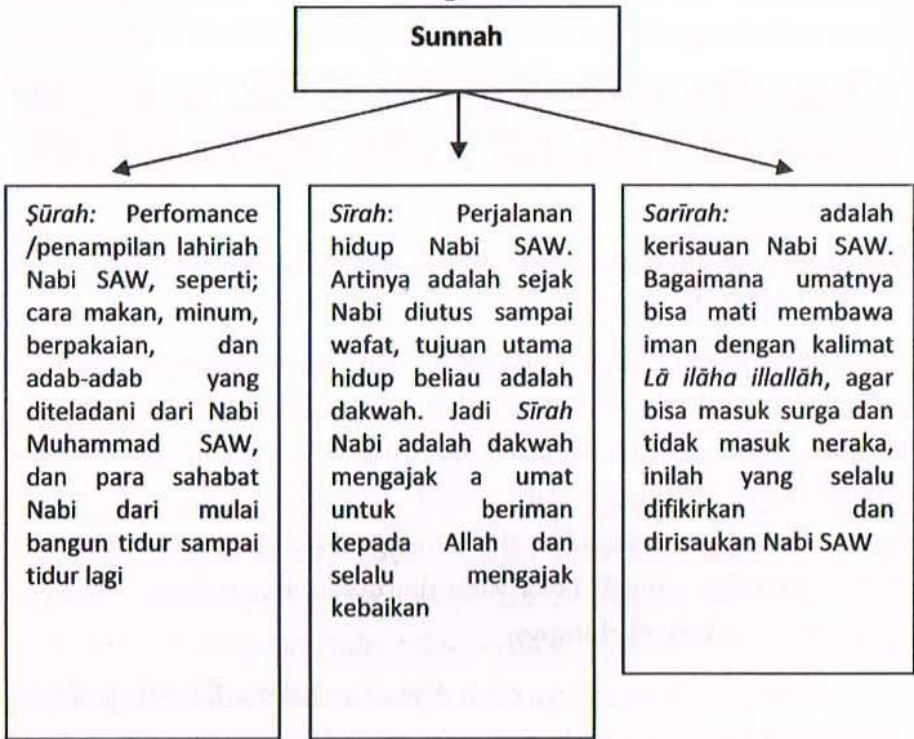 Sunnah
Şūrah: Perfomance
/penampilan lahiriah
Nabi SAW, seperti;
cara makan, minum,
berpakaian, dan
adab-adab yang
diteladani dari Nabi
Muhammad SAW,
dan para sahabat
Nabi dari mulai
bangun tidur sampai
tidur lagi
Sīrah: Perjalanan
hidup Nabi SAW.
Artinya adalah sejak
Nabi diutus sampai
wafat, tujuan utama
hidup beliau adalah
dakwah. Jadi Sīrah
Nabi adalah dakwah
mengajak a umat
untuk beriman
kepada Allah dan
selalu mengajak
kebaikan
Sarīrah: adalah
kerisauan Nabi SAW.
Bagaimana umatnya
bisa mati membawa
iman dengan kalimat
Lā ilāha illallāh, agar
bisa masuk surga dan
tidak masuk neraka,
inilah yang selalu
difikirkan dan
dirisaukan Nabi SAW